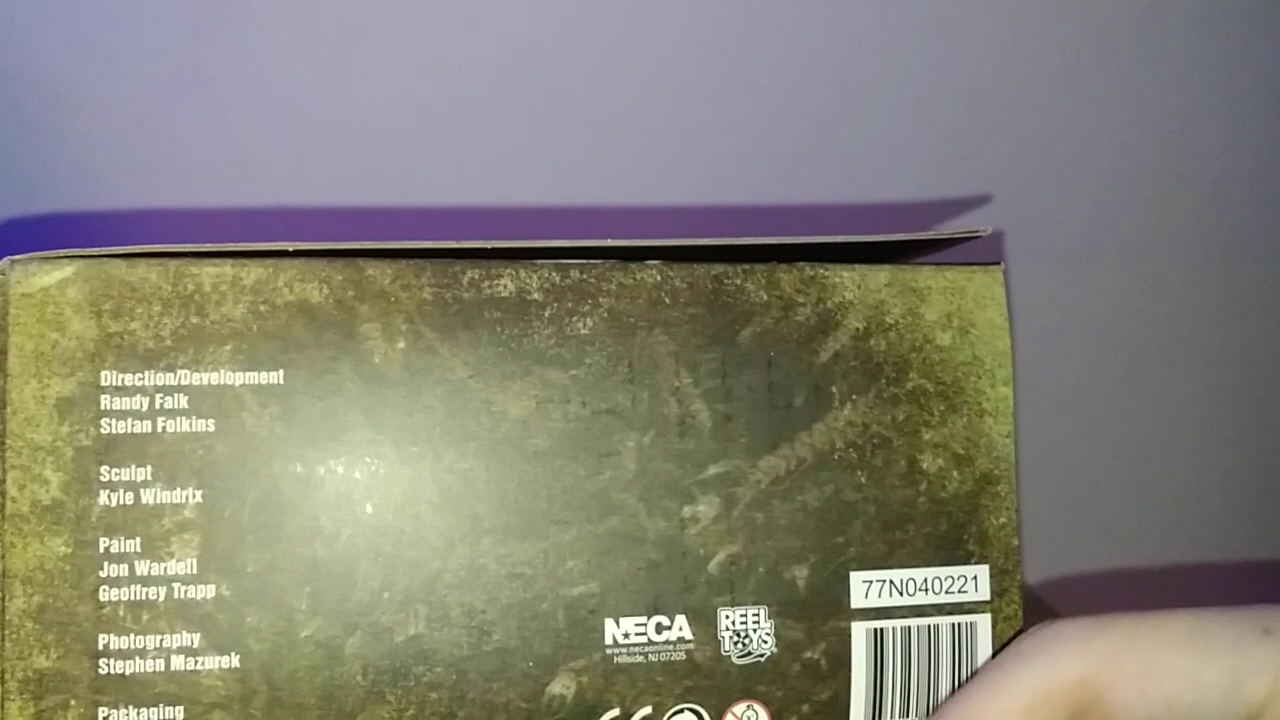 Direction/Development
Randy Falk
Stefan Folkins
Sculpt
Kyle Windrix
Paint
Jon Wardell
Geoffrey Trapp
Photography
Stephen Mazurek
Packaging
NECA
www.necaonline.com
Hillside, NJ 07205
REEL
TOYS
77N040221
CE